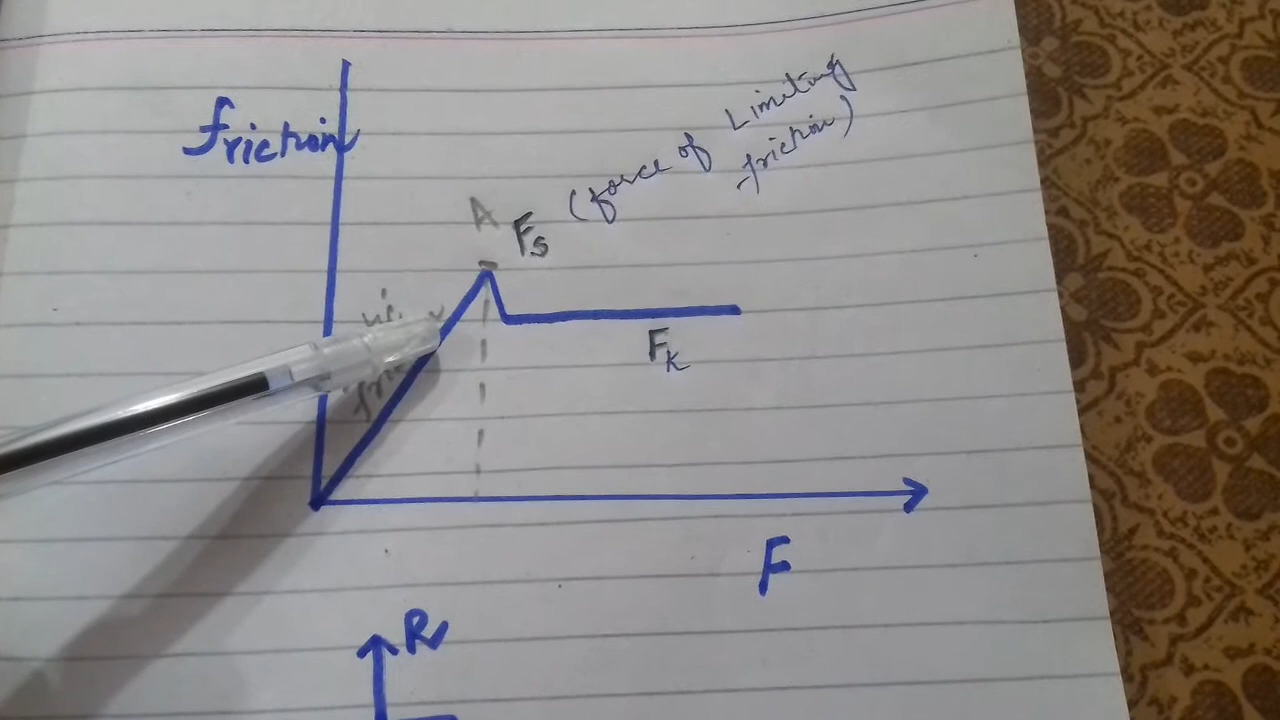 friction
A
Fs
(force of Limiting
friction)
Fk
F
R